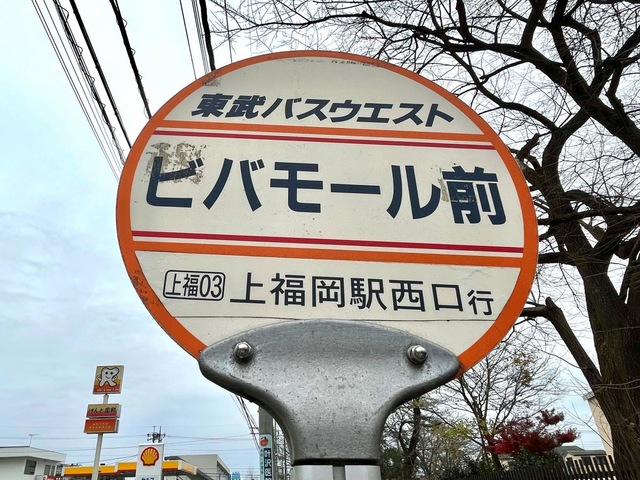 東武バスウエスト
ビバモール前
上福03 上福岡駅西口行